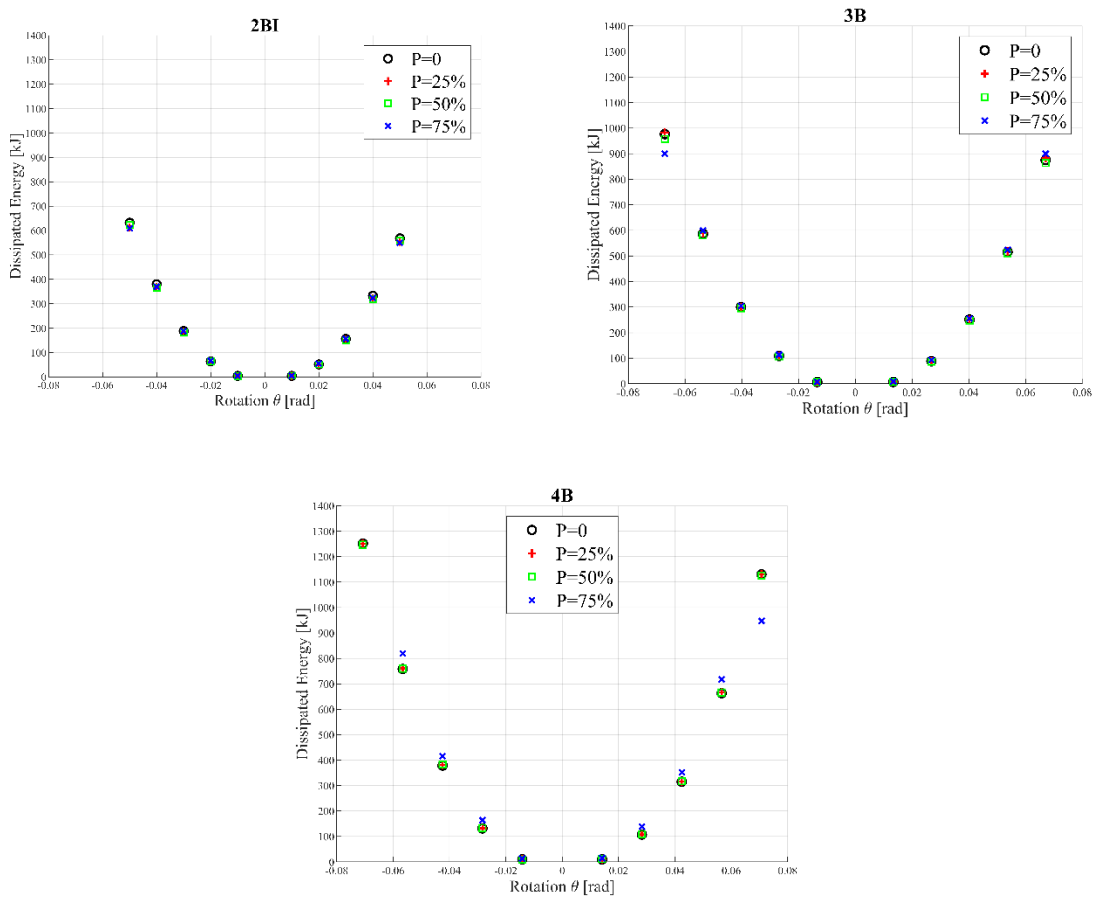 2BI
1400
1300
1200
1100
1000
900
800
700
600
500
400
300
200
100
0
Dissipated Energy [kJ]
P=0
P=25%
P=50%
P=75%
-0.08 -0.06 -0.04 -0.02 0 0.02 0.04 0.06 0.08
Rotation θ [rad]
3B
1400
1300
1200
1100
1000
900
800
700
600
500
400
300
200
100
0
Dissipated Energy [kJ]
P=0
P=25%
P=50%
P=75%
-0.08 -0.06 -0.04 -0.02 0 0.02 0.04 0.06 0.08
Rotation θ [rad]
4B
1400
1300
1200
1100
1000
900
800
700
600
500
400
300
200
100
0
Dissipated Energy [kJ]
P=0
P=25%
P=50%
P=75%
-0.08 -0.06 -0.04 -0.02 0 0.02 0.04 0.06 0.08
Rotation θ [rad]